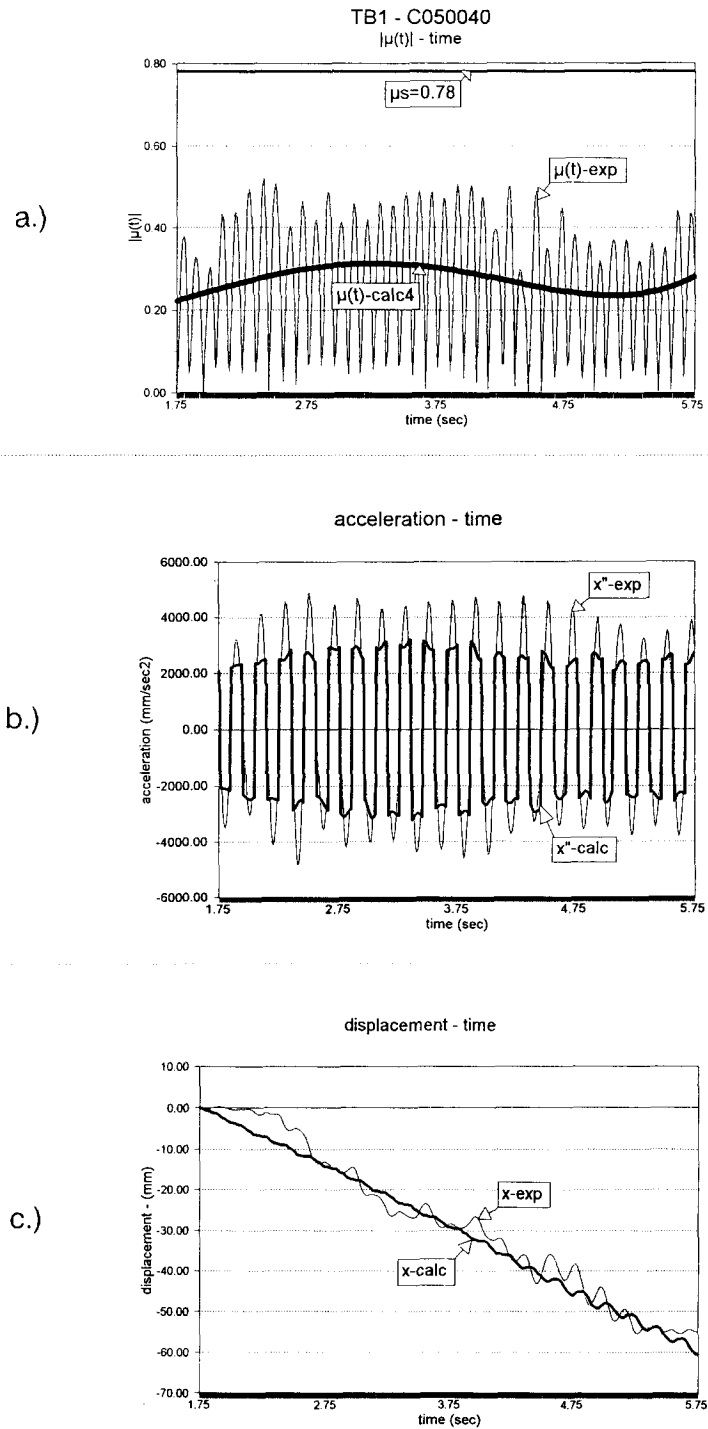 TB1 - C050040
|µ(t)| - time
a.)
|µ(t)|
0.80
0.60
0.40
0.20
0.00
µs=0.78
µ(t)-exp
µ(t)-calc4
1.75 2.75 3.75 4.75 5.75
time (sec)
acceleration - time
b.)
acceleration (mm/sec2)
6000.00
4000.00
2000.00
0.00
-2000.00
-4000.00
-6000.00
x"-exp
x"-calc
1.75 2.75 3.75 4.75 5.75
time (sec)
displacement - time
c.)
displacement - (mm)
10.00
0.00
-10.00
-20.00
-30.00
-40.00
-50.00
-60.00
-70.00
x-exp
x-calc
1.75 2.75 3.75 4.75 5.75
time (sec)